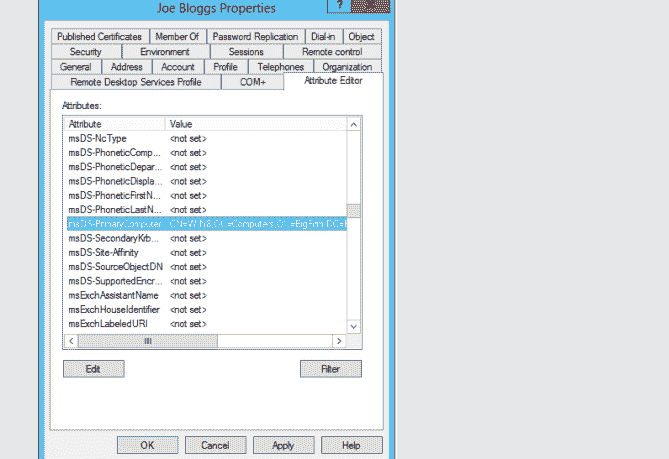 Joe Bloggs Properties
?
Published Certificates Member Of Password Replication Dial-in Object
Security Environment Sessions Remote control
General Address Account Profile Telephones Organization
Remote Desktop Services Profile COM+ Attribute Editor
Attributes:
Attribute Value
msDS-NcType <not set>
msDS-PhoneticComp... <not set>
msDS-PhoneticDepar... <not set>
msDS-PhoneticDispla... <not set>
msDS-PhoneticFirstN... <not set>
msDS-PhoneticLastN... <not set>
msDS-PrimaryComputer
msDS-SecondaryKrb... <not set>
msDS-Site-Affinity <not set>
msDS-SourceObjectDN <not set>
msDS-SupportedEncr... <not set>
msExchAssistantName <not set>
msExchHouseIdentifier <not set>
msExchLabeledURI <not set>
Edit Filter
OK Cancel Apply Help